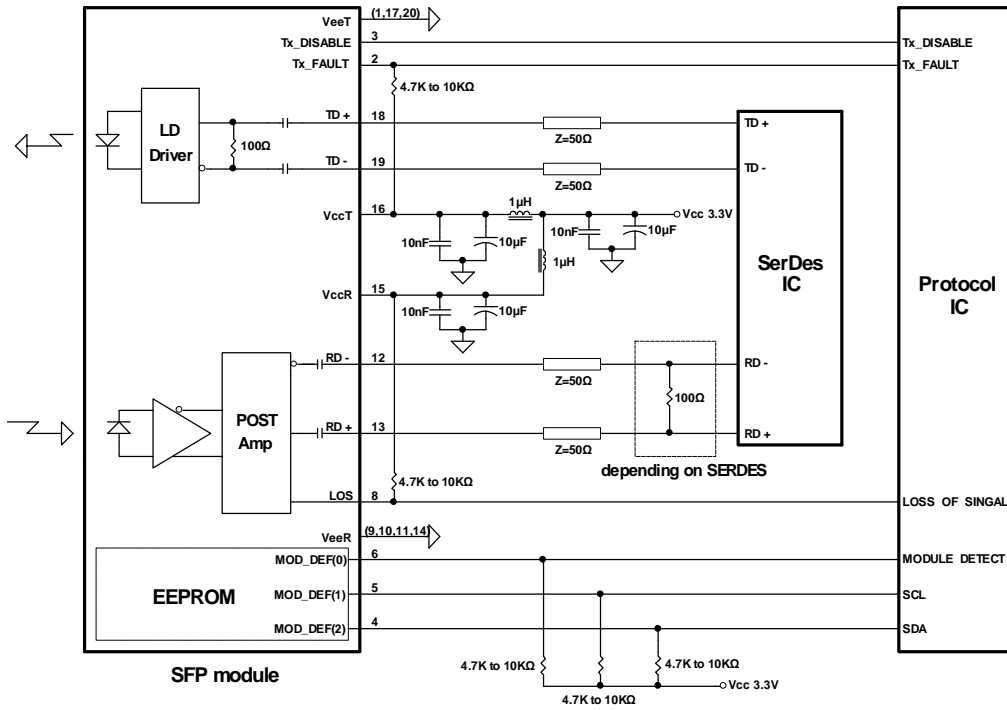 VeeT
(1,17,20)
Tx_DISABLE
3
Tx_DISABLE
Tx_FAULT
2
Tx_FAULT
4.7K to 10KΩ
LD
Driver
100Ω
TD +
18
Z=50Ω
TD +
TD -
19
Z=50Ω
TD -
1μH
VccT
16
Vcc 3.3V
10nF
10μF
10nF
10μF
1μH
SerDes
IC
Protocol
IC
VccR
15
10nF
10μF
RD -
12
Z=50Ω
RD -
POST
Amp
100Ω
RD +
13
Z=50Ω
RD +
depending on SERDES
4.7K to 10KΩ
LOS
8
LOSS OF SINGAL
VeeR
(9,10,11,14)
MOD_DEF(0)
6
MODULE DETECT
EEPROM
MOD_DEF(1)
5
SCL
MOD_DEF(2)
4
SDA
SFP module
4.7K to 10KΩ
4.7K to 10KΩ
4.7K to 10KΩ
Vcc 3.3V